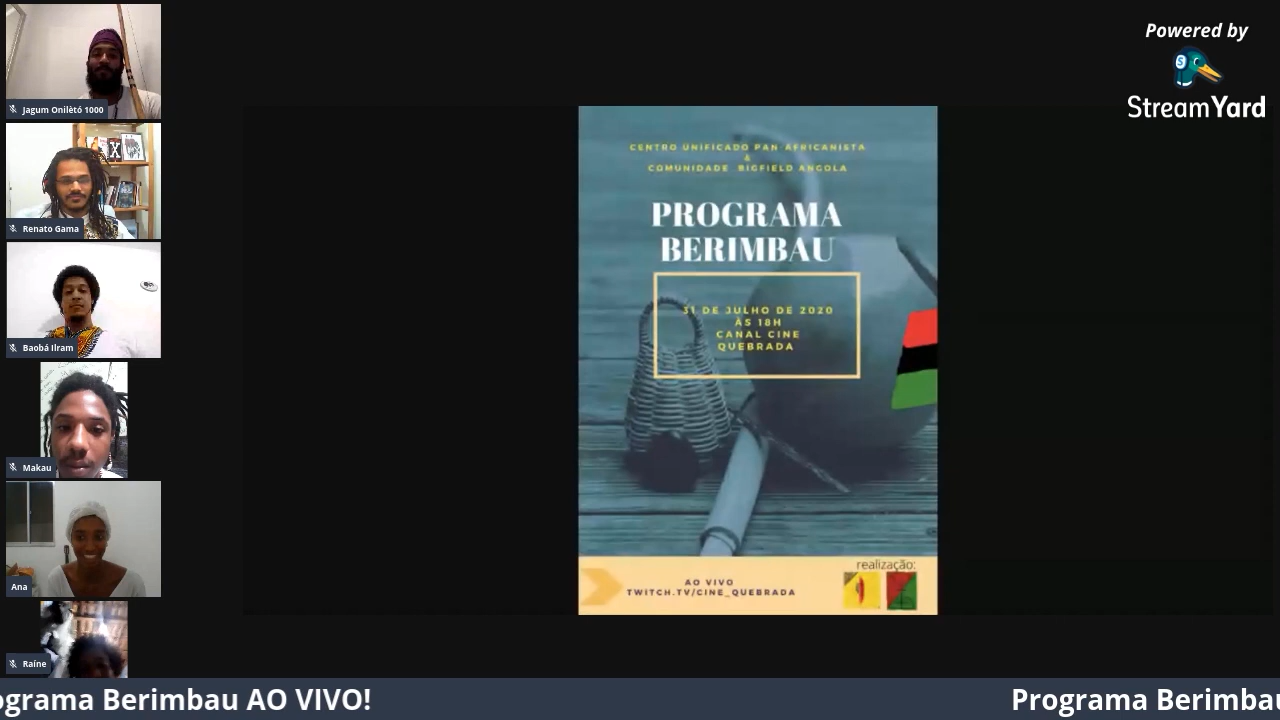 Jagum Onilètó 1000
Renato Gama
Baobá Ilram
Makau
Ana
Raíne
CENTRO UNIFICADO PAN AFRICANISTA
&
COMUNIDADE BIGFIELD ANGOLA
PROGRAMA
BERIMBAU
31 DE JULHO DE 2020
ÀS 18H
CANAL CINE
QUEBRADA
realização:
AO VIVO
TWITCH.TV/CINE_QUEBRADA
Powered by
StreamYard
ograma Berimbau AO VIVO!
Programa Berimbau